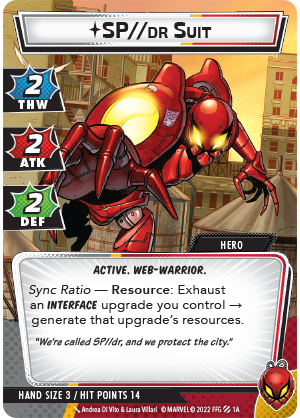 ✦SP//dr Suit
2
THW
2
ATK
2
DEF
HERO
ACTIVE. WEB-WARRIOR.
Sync Ratio — Resource: Exhaust
an INTERFACE upgrade you control →
generate that upgrade's resources.
"We're called SP//dr, and we protect the city."
HAND SIZE 3 / HIT POINTS 14
Andrea Di Vito & Laura Villari © MARVEL © 2022 FFG 1A